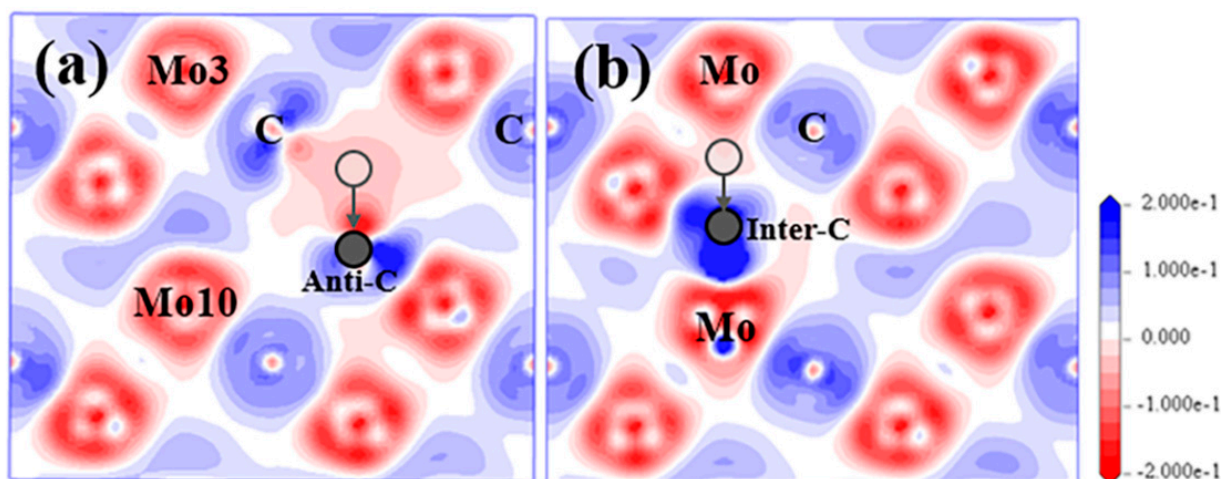 (a)
Mo3
C
C
Anti-C
Mo10
(b)
Mo
C
Inter-C
Mo
2.000e-1
1.000e-1
0.000
-1.000e-1
-2.000e-1